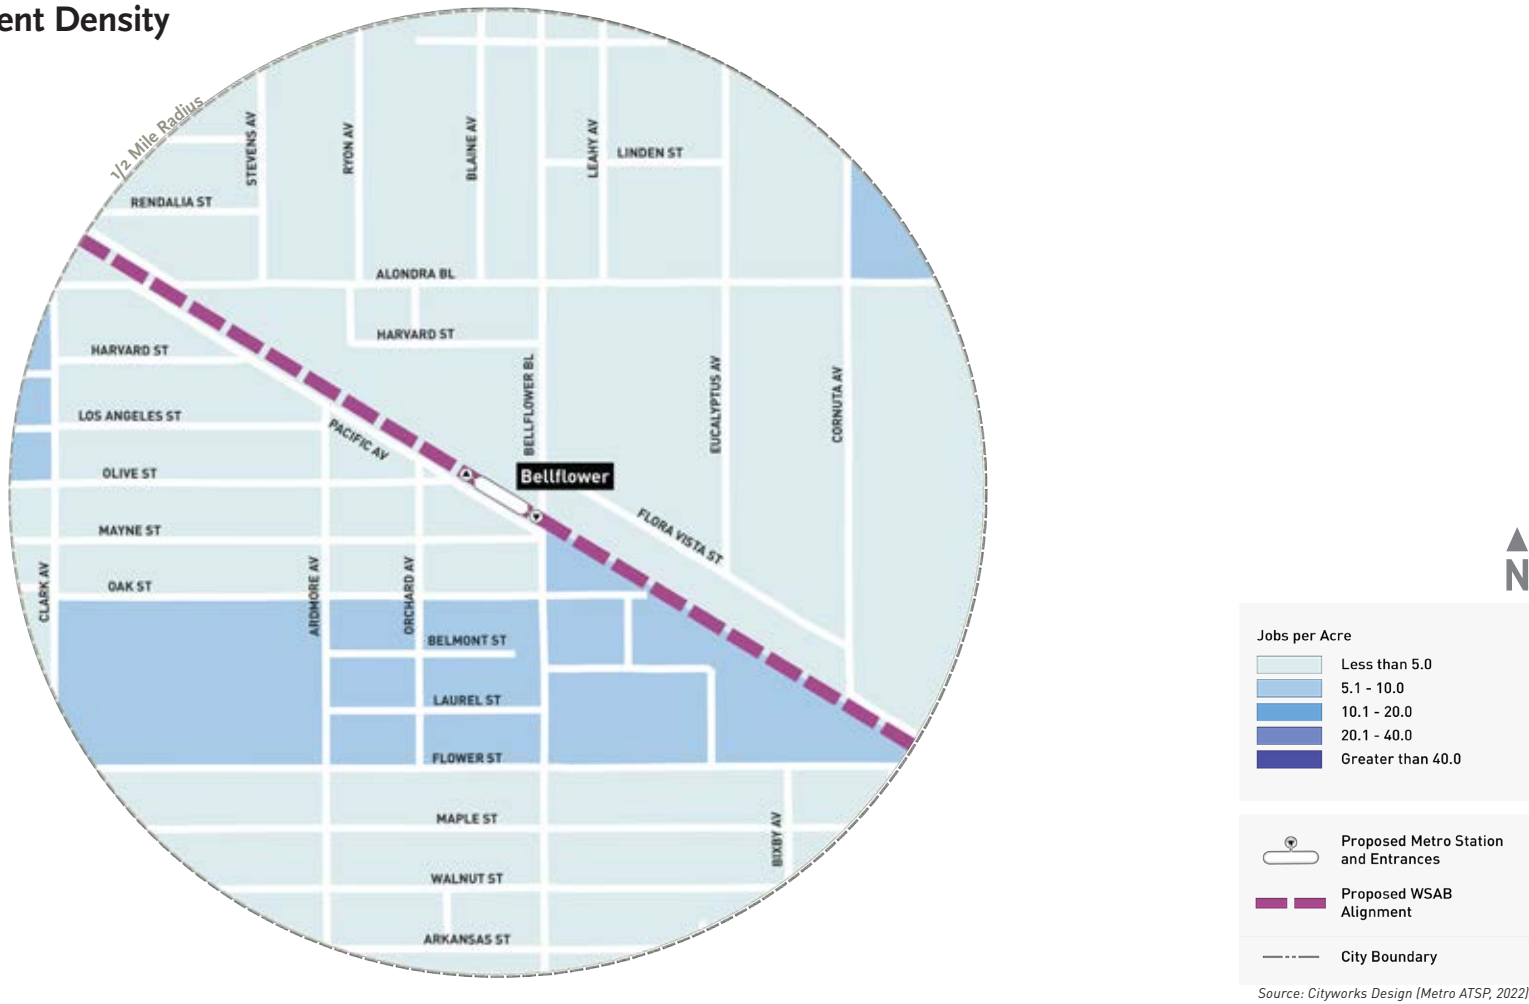 ent Density
1/2 Mile Radius
STEVENS AV
RYON AV
BLAINE AV
LEAHY AV
LINDEN ST
RENDALIA ST
ALONDRA BL
HARVARD ST
HARVARD ST
BELLFLOWER BL
EUCALYPTUS AV
CORNUTA AV
LOS ANGELES ST
PACIFIC AV
OLIVE ST
Bellflower
FLORA VISTA ST
MAYNE ST
CLARK AV
OAK ST
ARDMORE AV
ORCHARD AV
BELMONT ST
LAUREL ST
FLOWER ST
MAPLE ST
BIXBY AV
WALNUT ST
ARKANSAS ST
N
Jobs per Acre
Less than 5.0
5.1 - 10.0
10.1 - 20.0
20.1 - 40.0
Greater than 40.0
Proposed Metro Station
and Entrances
Proposed WSAB
Alignment
City Boundary
Source: Cityworks Design (Metro ATSP, 2022)